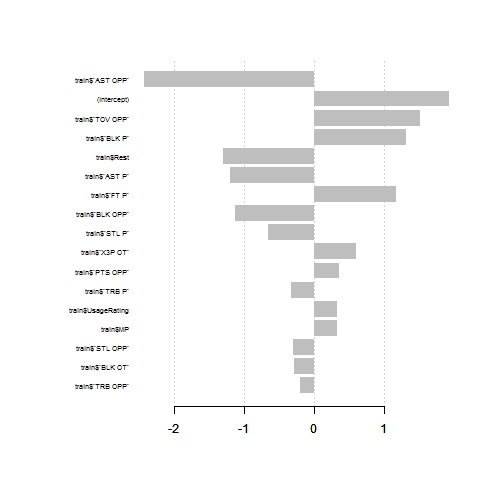 train$`AST OPP`
(Intercept)
train$`TOV OPP`
train$`BLK P`
train$Rest
train$`AST P`
train$`FT P`
train$`BLK OPP`
train$`STL P`
train$`X3P OT`
train$`PTS OPP`
train$`TRB P`
train$UsageRating
train$MP
train$`STL OPP`
train$`BLK OT`
train$`TRB OPP`
-2 -1 0 1